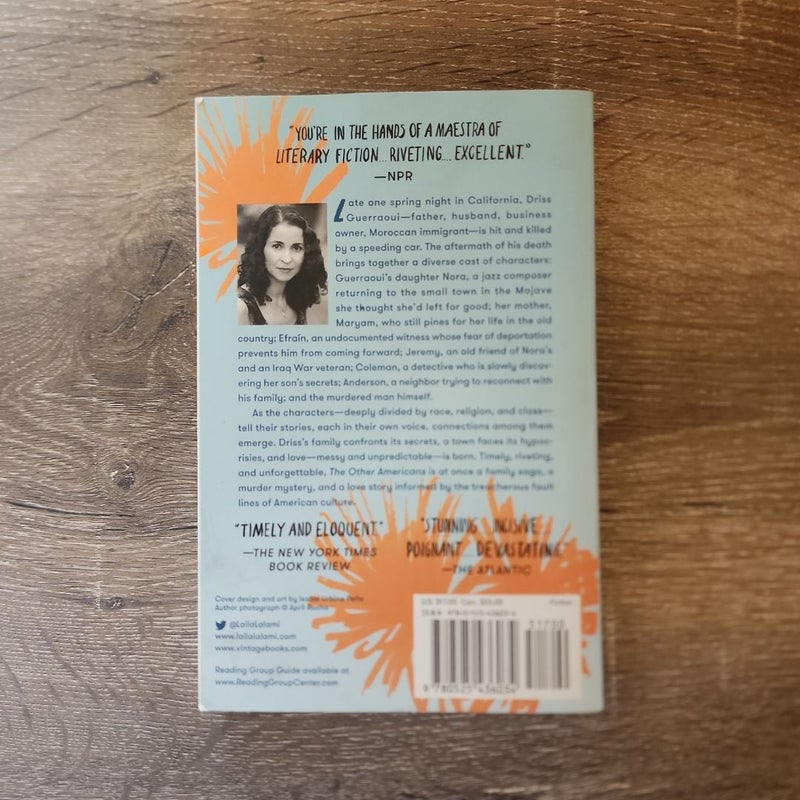 "YOU'RE IN THE HANDS OF A MAESTRA OF
LITERARY FICTION... RIVETING.... EXCELLENT."
—NPR
Late one spring night in California, Driss
Guerraoui—father, husband, business
owner, Moroccan immigrant—is hit and killed
by a speeding car. The aftermath of his death
brings together a diverse cast of characters:
Guerraoui's daughter Nora, a jazz composer
returning to the small town in the Mojave
she thought she'd left for good; her mother,
Maryam, who still pines for her life in the old
country; Efraín, an undocumented witness whose fear of deportation
prevents him from coming forward; Jeremy, an old friend of Nora's
and an Iraq War veteran; Coleman, a detective who is slowly discov-
ering her son's secrets; Anderson, a neighbor trying to reconnect with
his family; and the murdered man himself.
As the characters—deeply divided by race, religion, and class—
tell their stories, each in their own voice, connections among them
emerge. Driss's family confronts its secrets, a town faces its hypoc-
risies, and love—messy and unpredictable—is born. Timely, riveting,
and unforgettable, The Other Americans is at once a family saga, a
murder mystery, and a love story informed by the treacherous fault
lines of American culture.
"TIMELY AND ELOQUENT."
—THE NEW YORK TIMES
BOOK REVIEW
"STUNNING... INCISIVE...
POIGNANT... DEVASTATING."
—THE ATLANTIC
Cover design and art by
Author photograph © April Rocha
@LailaLalami
www.lailalalami.com
www.vintagebooks.com
Reading Group Guide available at
www.ReadingGroupCenter.com
Fiction
51700
9 780525 436034